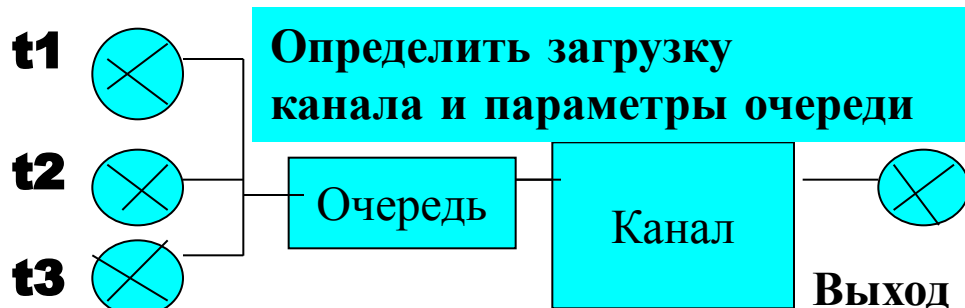 t1
Определить загрузку
канала и параметры очереди
t2
Очередь
Канал
t3
Выход